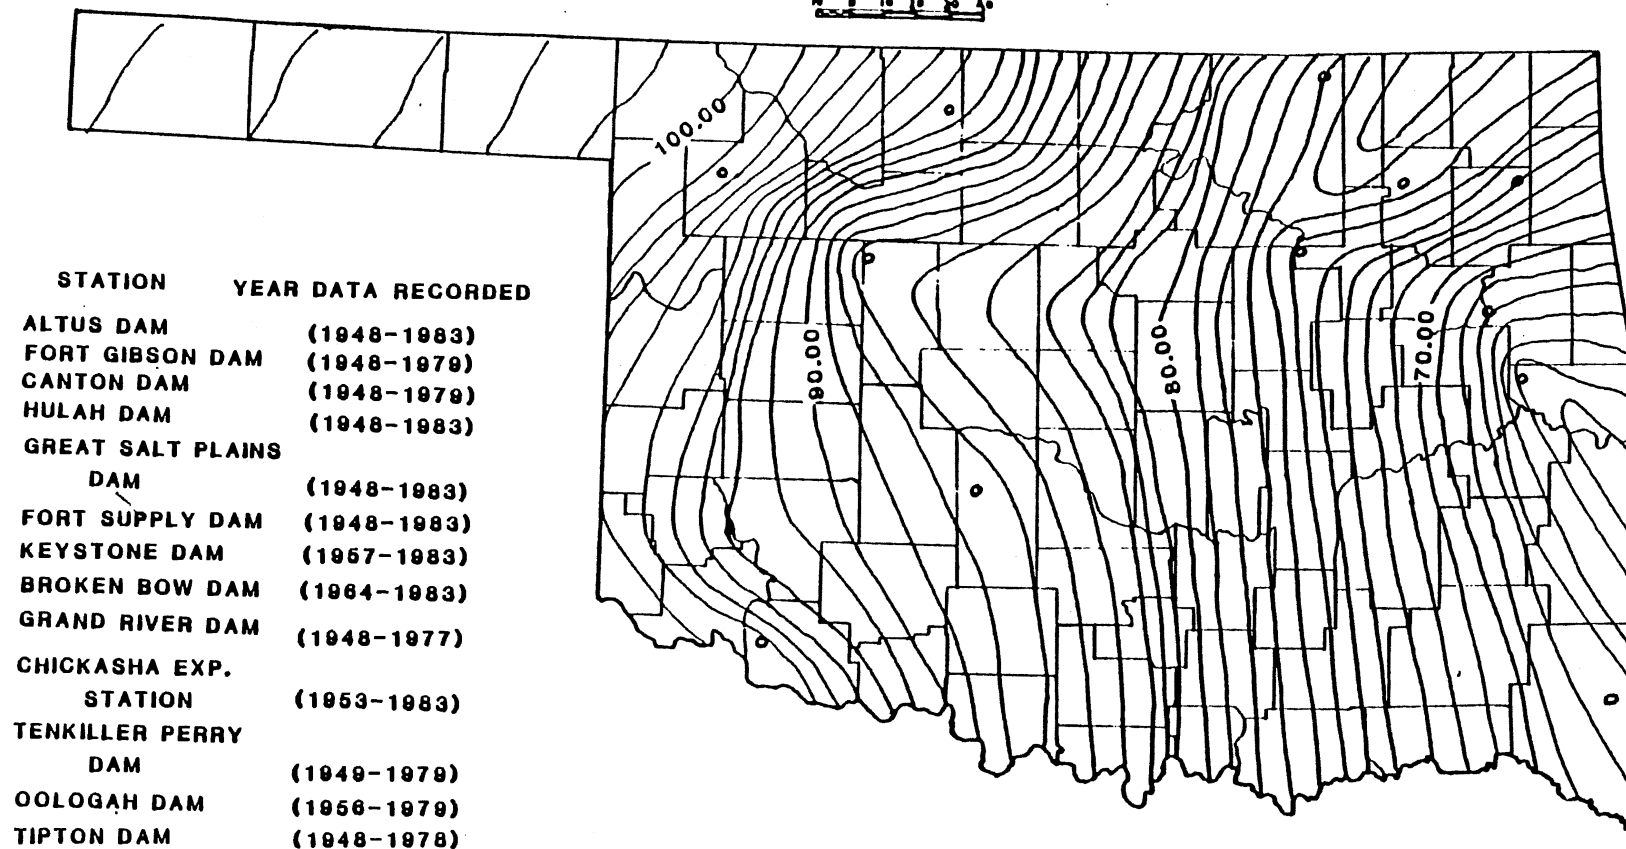 STATION YEAR DATA RECORDED
ALTUS DAM (1948-1983)
FORT GIBSON DAM (1948-1979)
CANTON DAM (1948-1979)
HULAH DAM (1948-1983)
GREAT SALT PLAINS
DAM (1948-1983)
FORT SUPPLY DAM (1948-1983)
KEYSTONE DAM (1957-1983)
BROKEN BOW DAM (1964-1983)
GRAND RIVER DAM (1948-1977)
CHICKASHA EXP.
STATION (1953-1983)
TENKILLER PERRY
DAM (1949-1979)
OOLOGAH DAM (1956-1979)
TIPTON DAM (1948-1978)
100.00
90.00
80.00
70.00